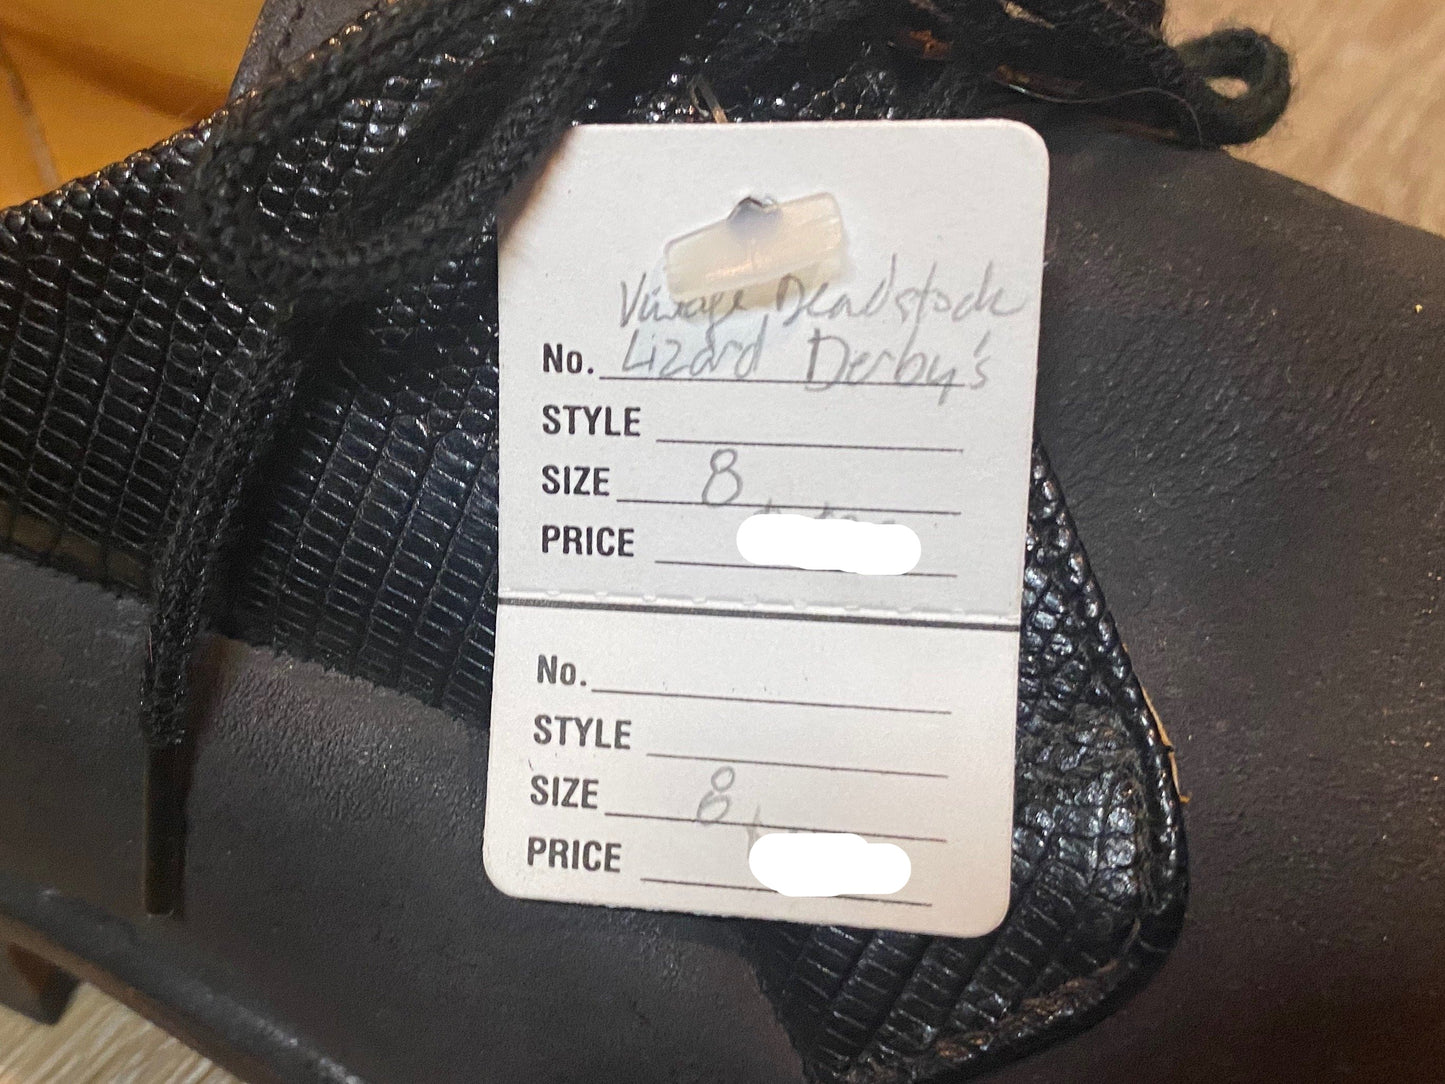 Vintage Deadstock
No. Lizard Derby's
STYLE
SIZE 8
PRICE
No.
STYLE
SIZE 8
PRICE